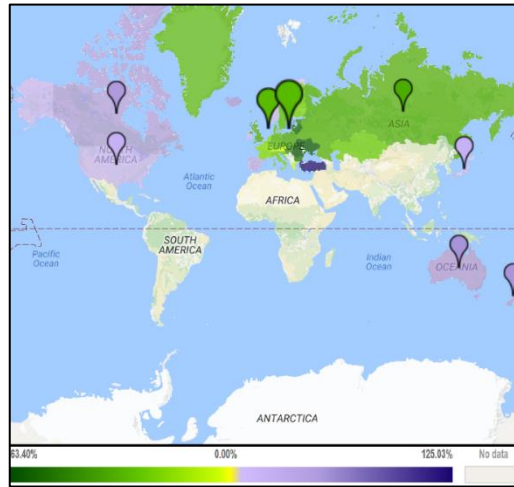 ASIA
NORTH
AMERICA
EUROPE
Atlantic
Ocean
AFRICA
SOUTH
AMERICA
Pacific
Ocean
Indian
Ocean
OCEANIA
ANTARCTICA
63.40% 0.00% 125.03% No data